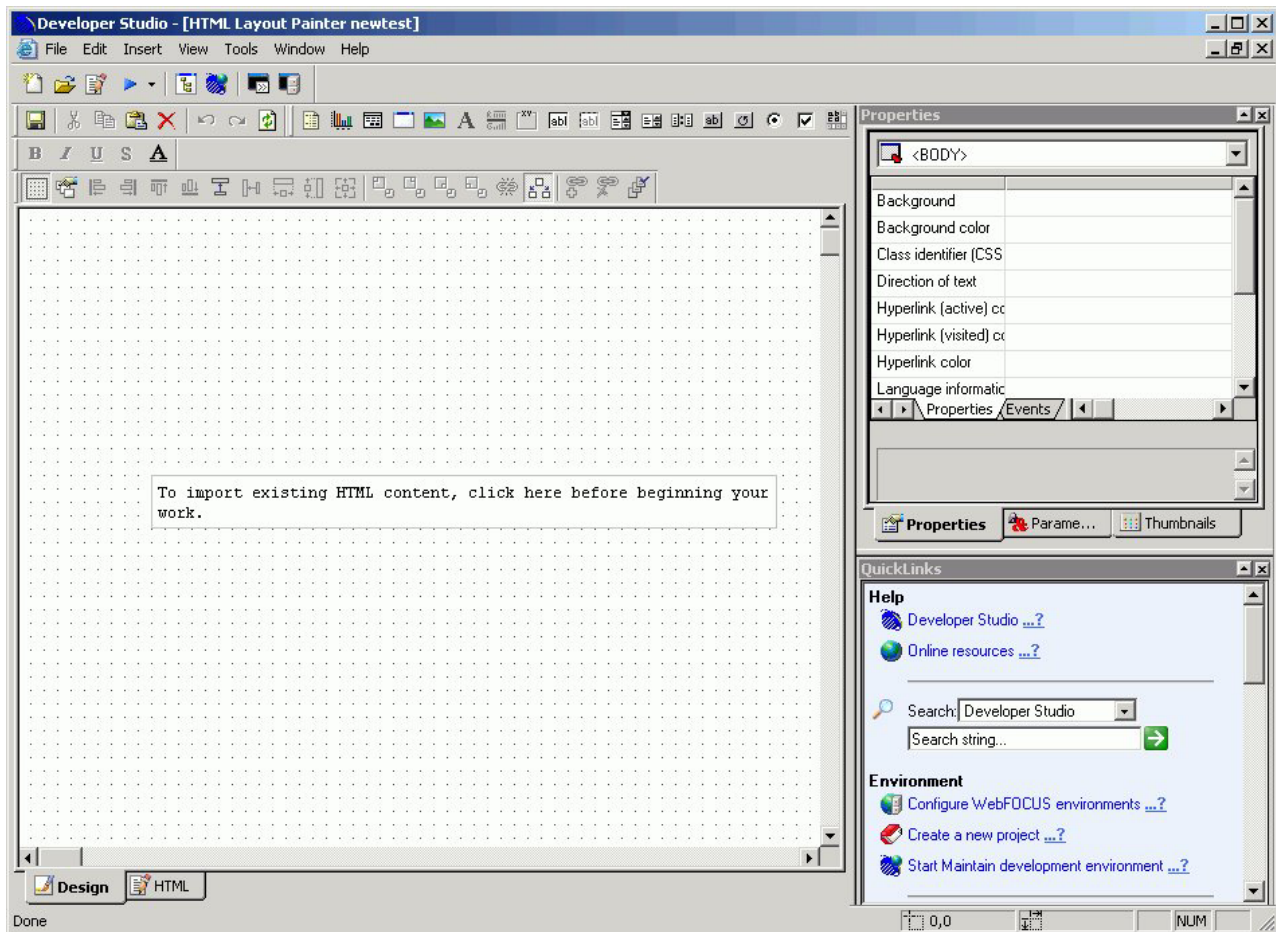 Developer Studio - [HTML Layout Painter newtest]
File Edit Insert View Tools Window Help
Properties
<BODY>
B I U S A
Background
Background color
Class identifier (CSS
Direction of text
Hyperlink (active) co
Hyperlink (visited) co
Hyperlink color
Language informatic
Properties Events
To import existing HTML content, click here before beginning your
work.
Properties Parame... Thumbnails
QuickLinks
Help
Developer Studio ...?
Online resources ...?
Search: Developer Studio
Search string...
Environment
Configure WebFOCUS environments ...?
Create a new project ...?
Start Maintain development environment ...?
Design HTML
Done 0,0 NUM